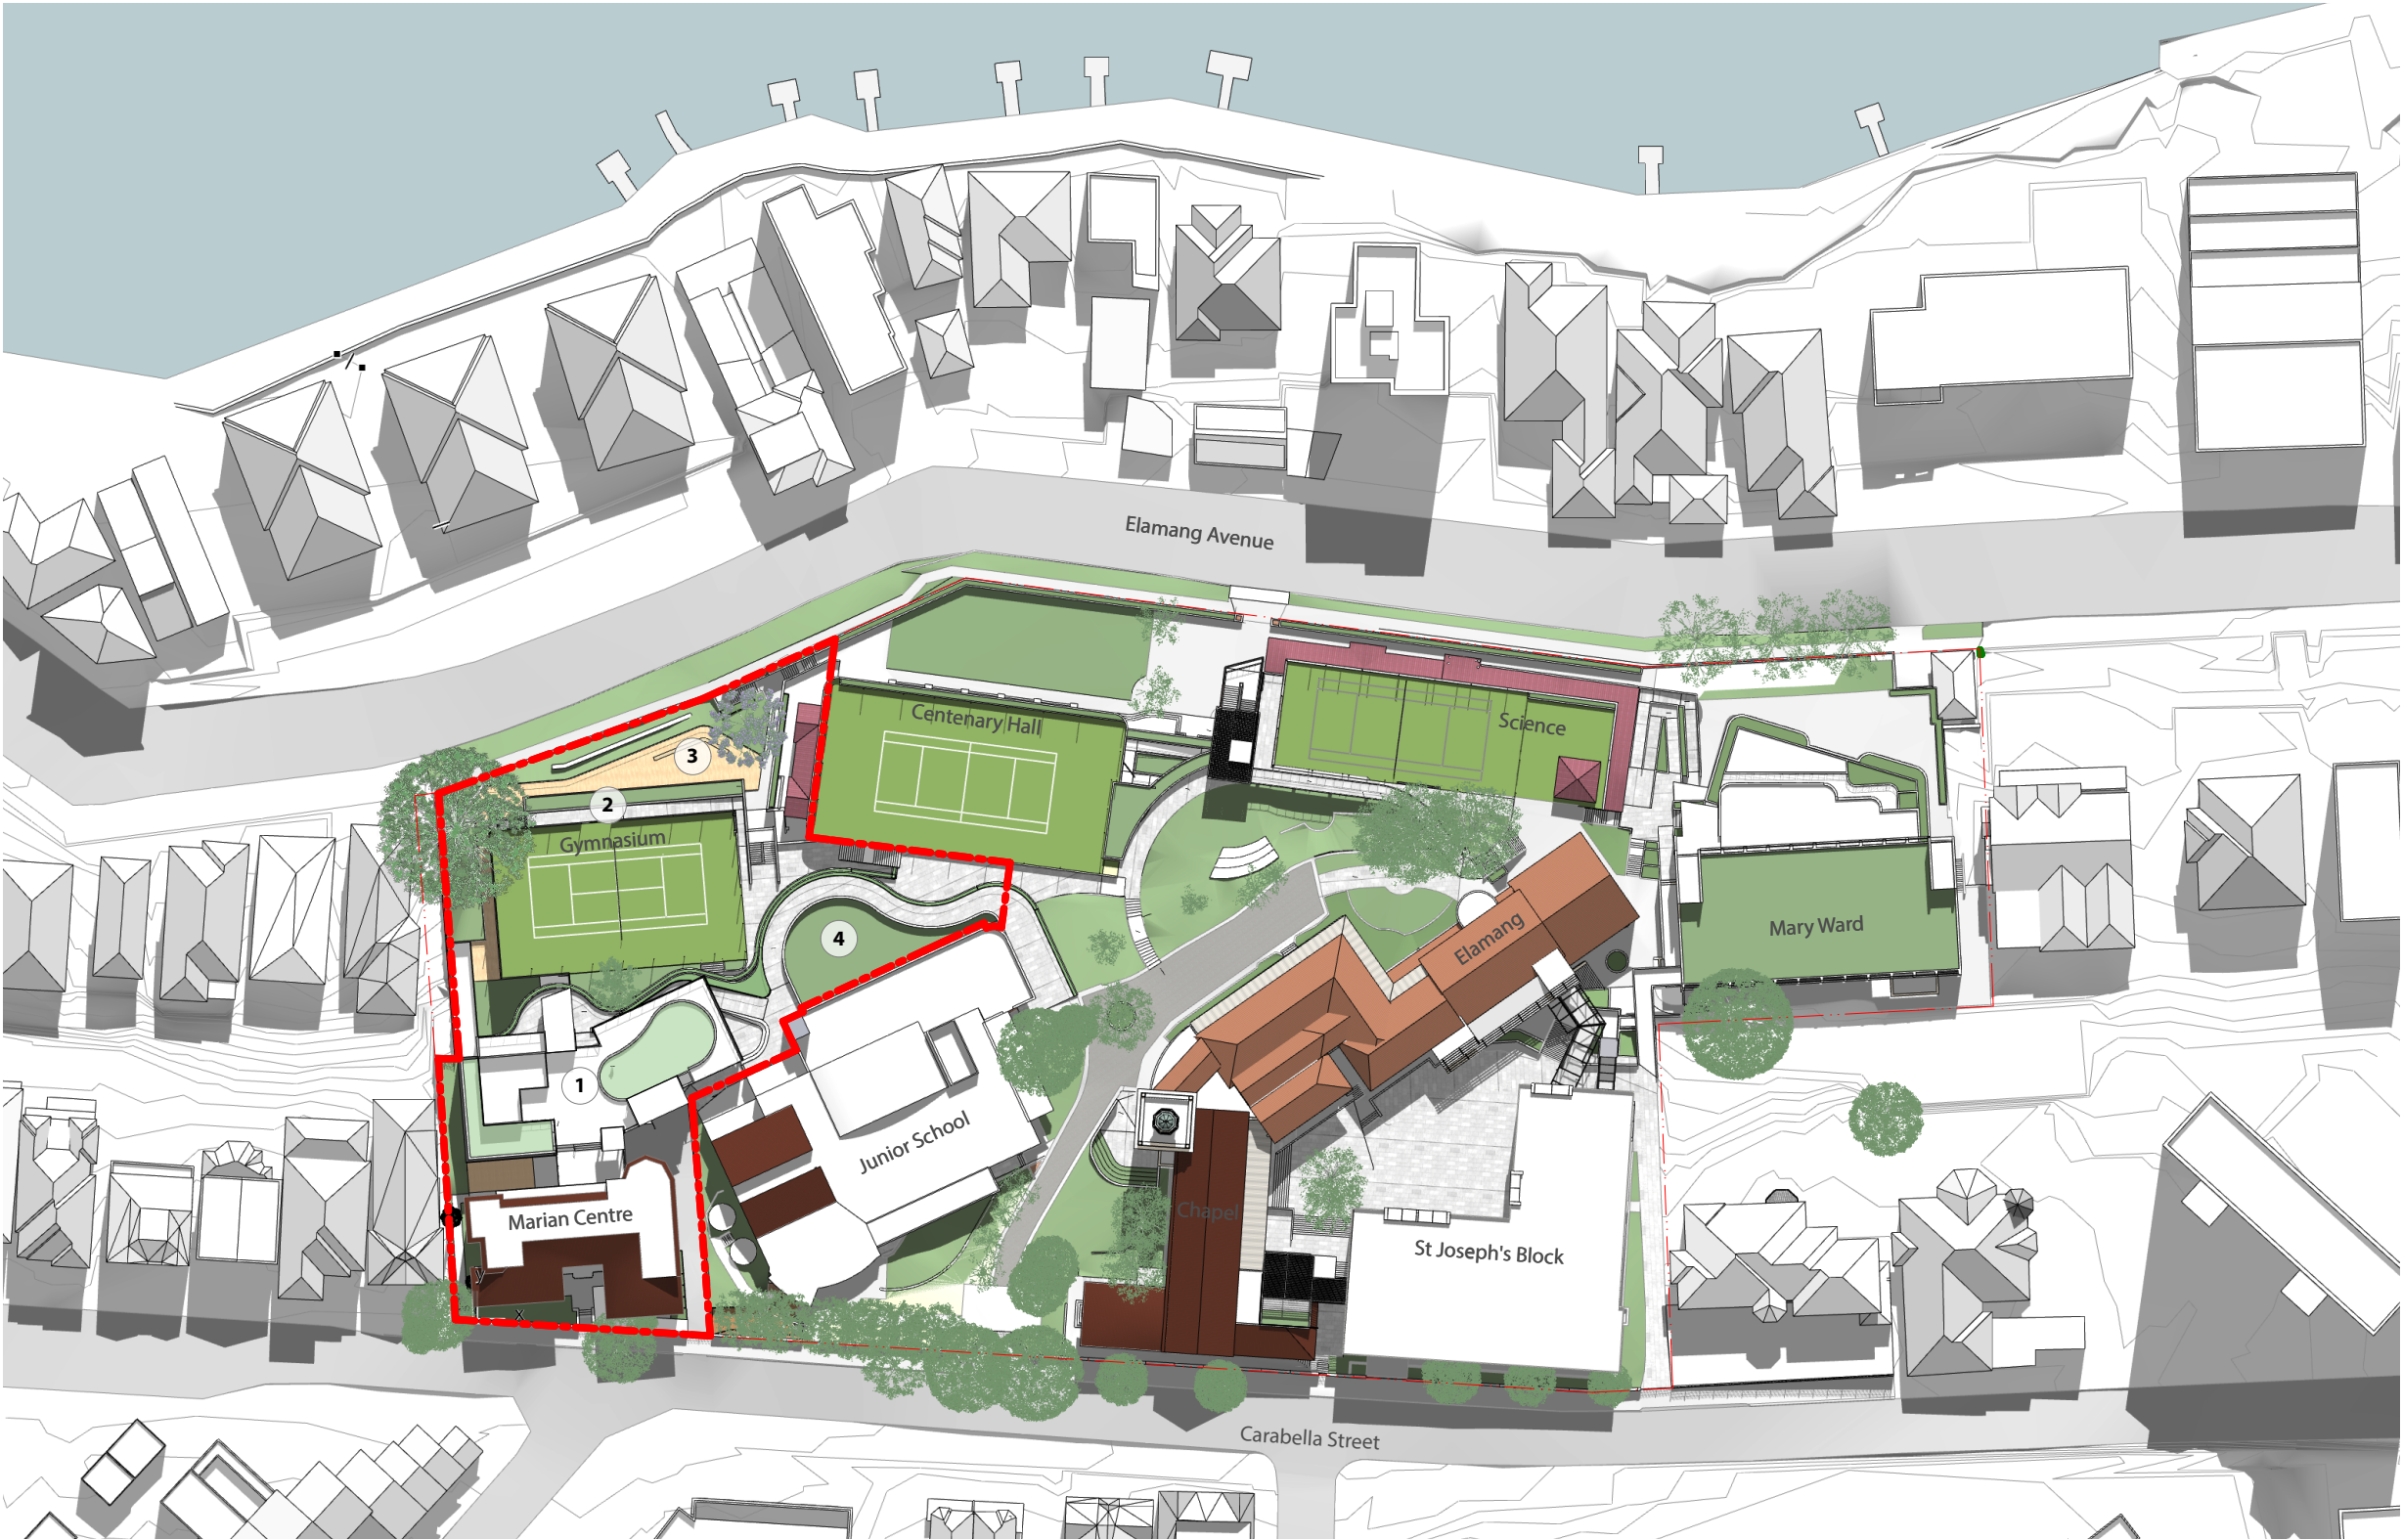 Elamang Avenue
Centenary Hall
Science
3
2
Gymnasium
4
Elamang
Mary Ward
1
Junior School
Marian Centre
Chapel
St Joseph's Block
y
x
Carabella Street